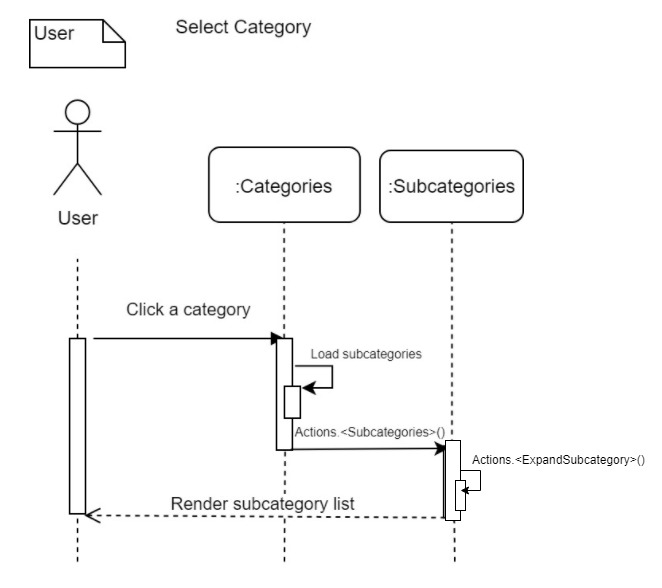 User
Select Category
User
:Categories
:Subcategories
Click a category
Load subcategories
Actions.<Subcategories>()
Actions.<ExpandSubcategory>()
Render subcategory list